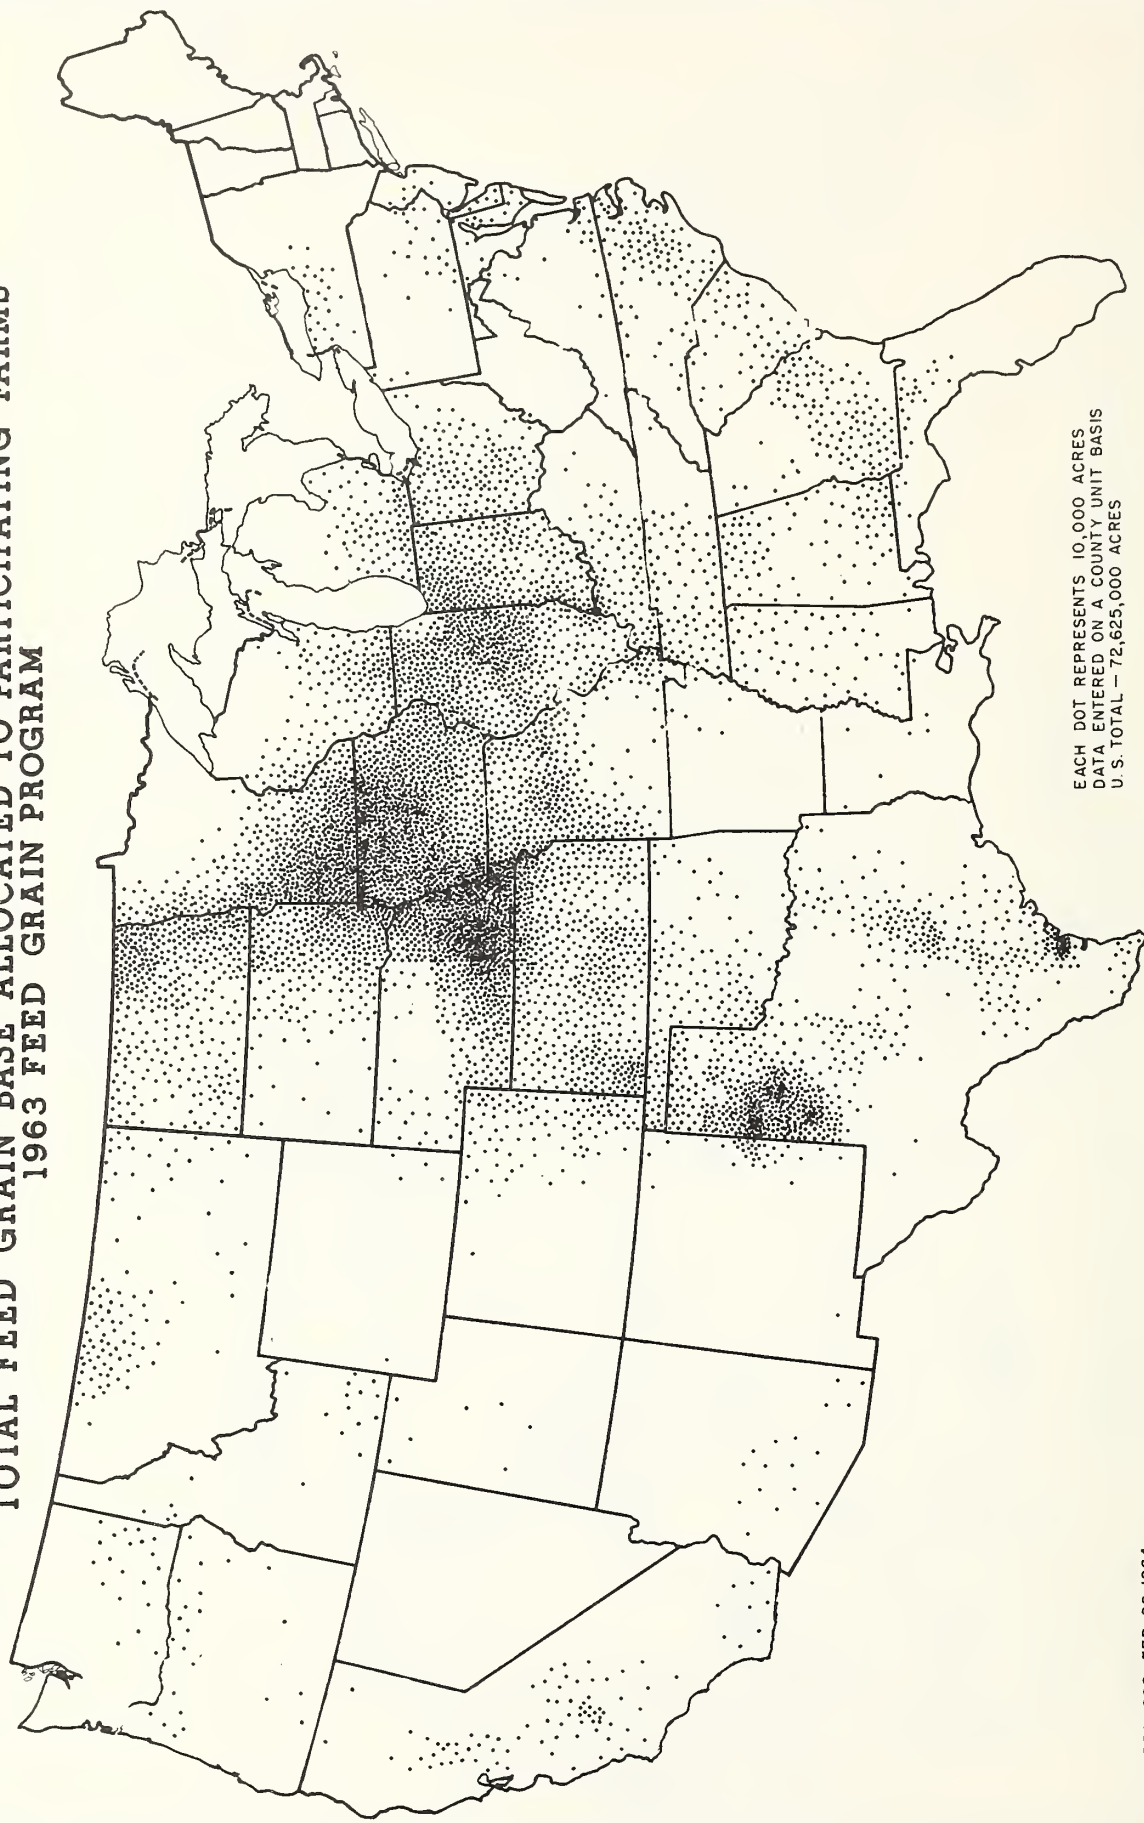 TOTAL FEED GRAIN BASE ALLOCATED TO PARTICIPATING FARMS
1963 FEED GRAIN PROGRAM
EACH DOT REPRESENTS 10,000 ACRES
DATA ENTERED ON A COUNTY UNIT BASIS
U. S. TOTAL — 72,625,000 ACRES